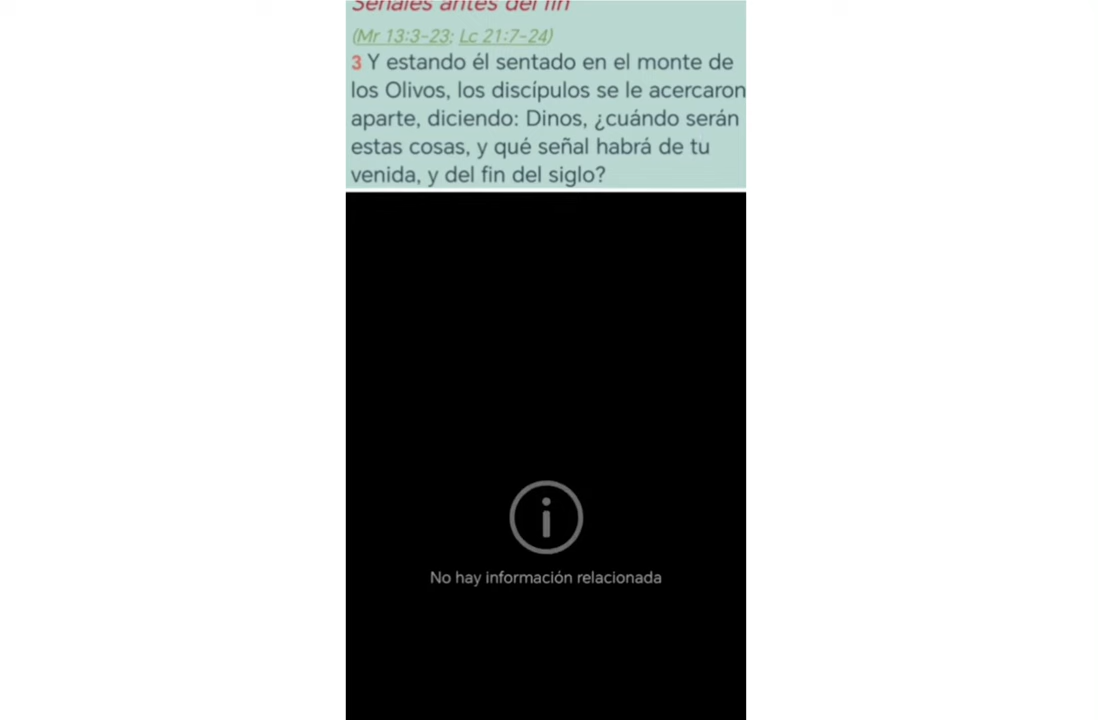 Señales antes del fin
(Mr 13:3-23; Lc 21:7-24)
3 Y estando él sentado en el monte de
los Olivos, los discípulos se le acercaron
aparte, diciendo: Dinos, ¿cuándo serán
estas cosas, y qué señal habrá de tu
venida, y del fin del siglo?
No hay información relacionada